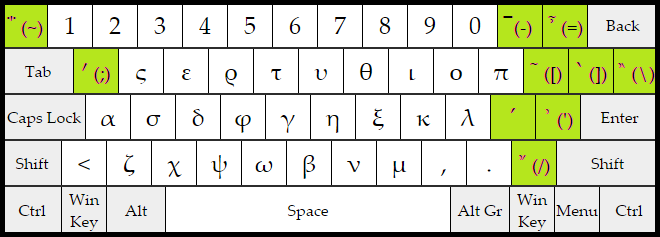 (~) 1 2 3 4 5 6 7 8 9 0 ¯ (-) (=) Back
Tab ΄ (;) ς ε ρ τ υ θ ι ο π ~ ([) ` (]) (\)
Caps Lock α σ δ φ γ η ξ κ λ ΄ ᾿ (') Enter
Shift < ζ χ ψ ω β ν μ , . (/) Shift
Ctrl Win Key Alt Space Alt Gr Win Key Menu Ctrl